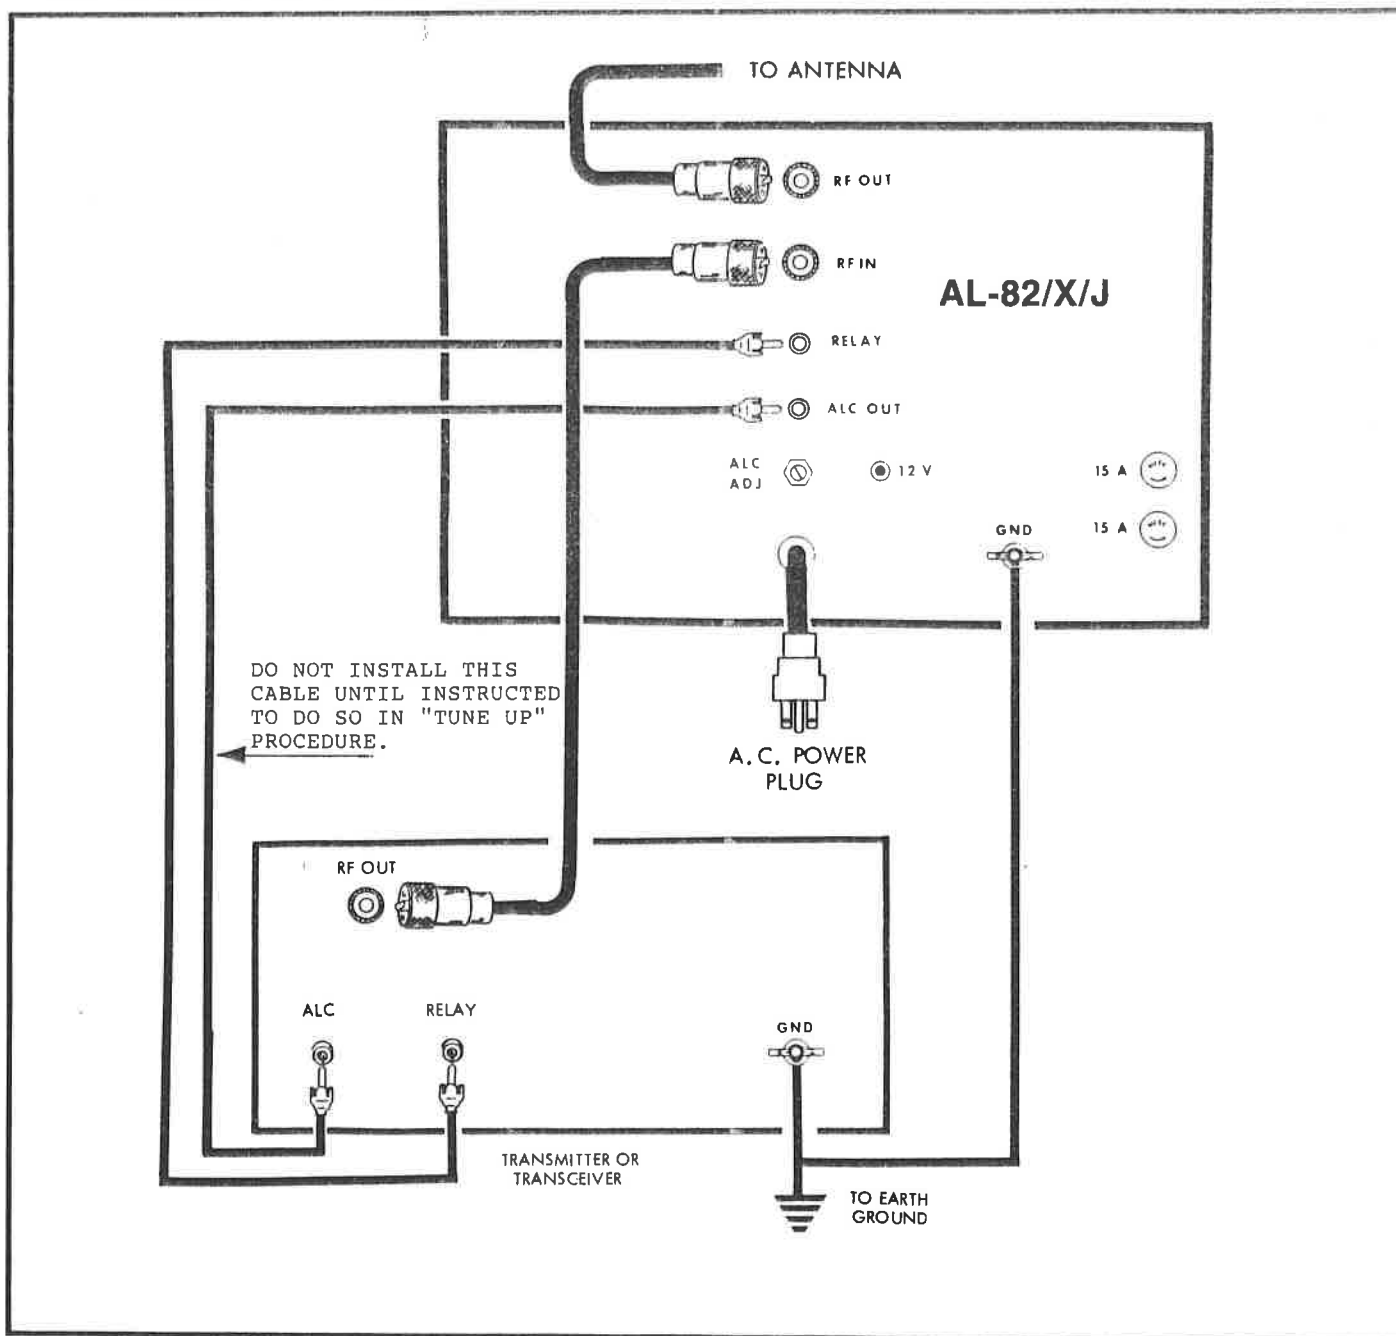 TO ANTENNA
RF OUT
RF IN
AL-82/X/J
RELAY
ALC OUT
ALC
ADJ
12 V
15 A
15 A
GND
DO NOT INSTALL THIS
CABLE UNTIL INSTRUCTED
TO DO SO IN "TUNE UP"
PROCEDURE.
A.C. POWER
PLUG
RF OUT
ALC
RELAY
GND
TRANSMITTER OR
TRANSCEIVER
TO EARTH
GROUND